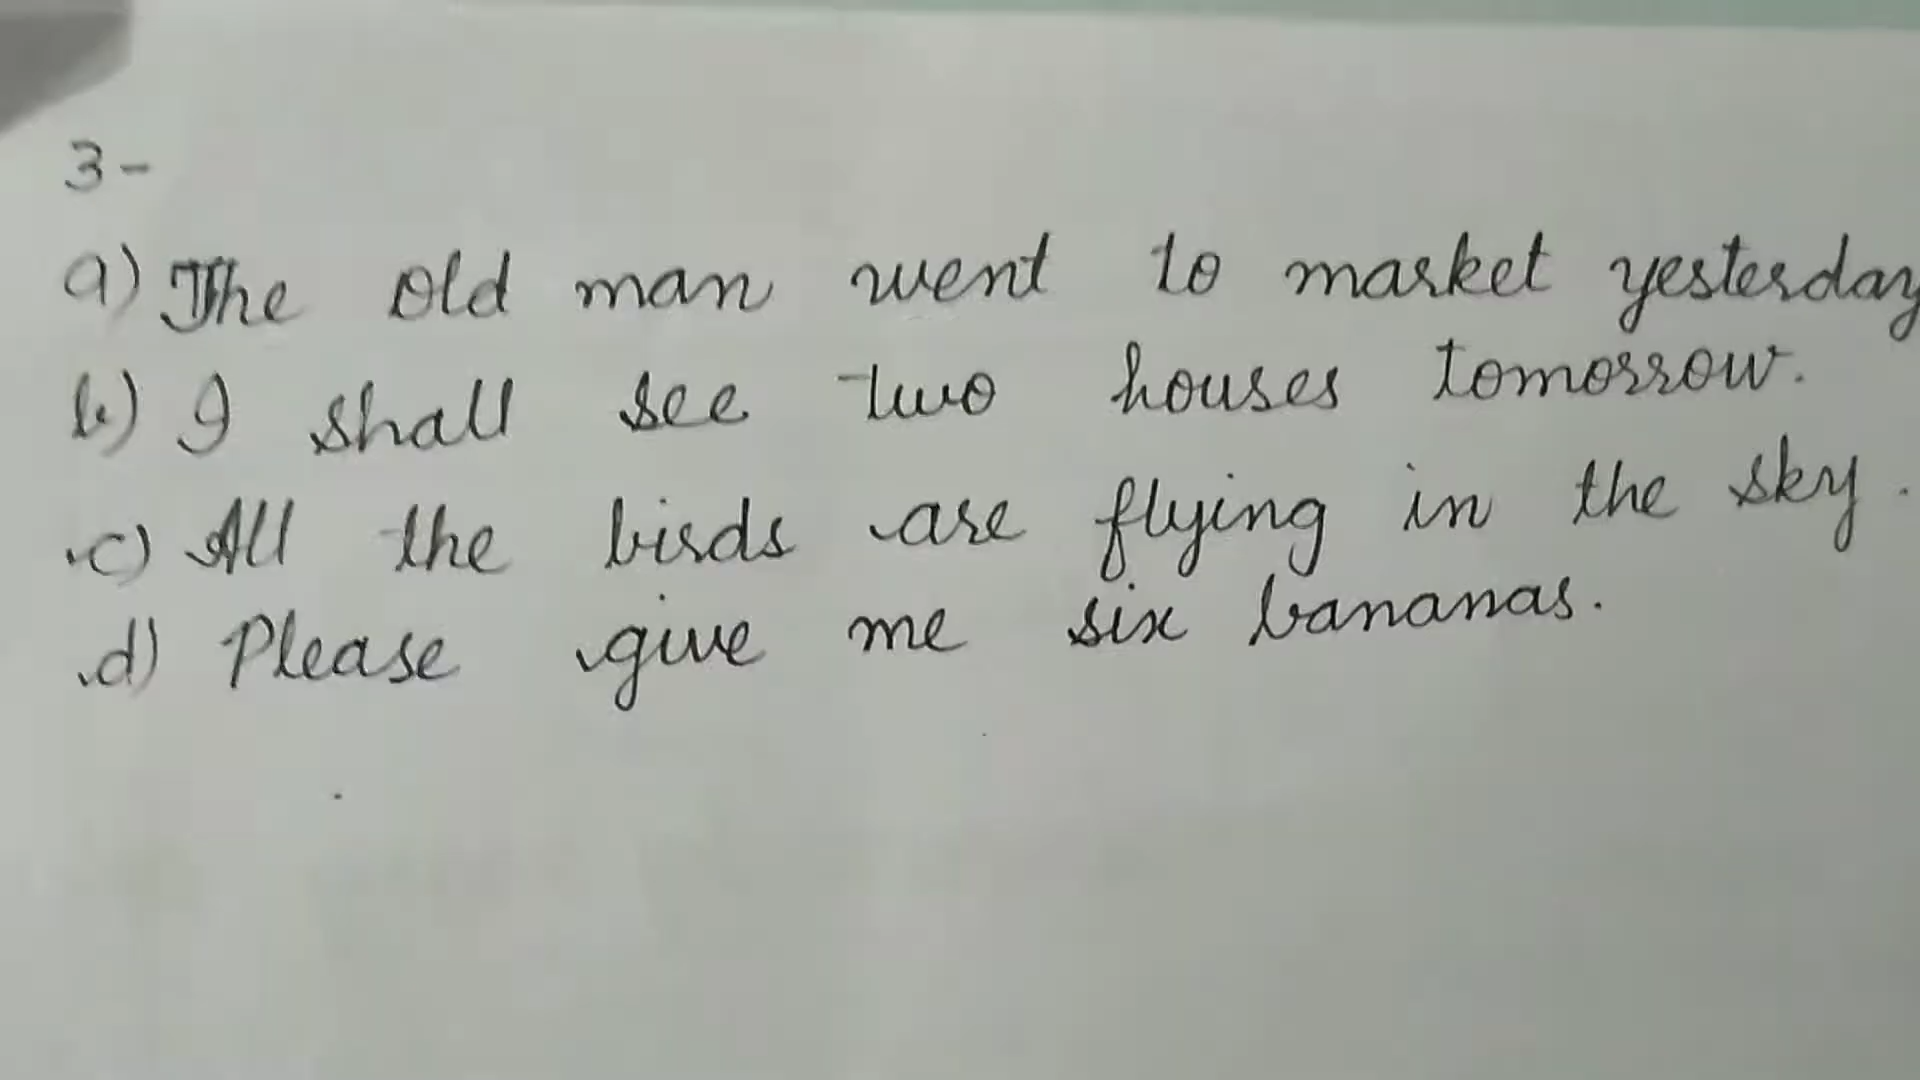 3-
a) The old man went to market yesterday
b) I shall see two houses tomorrow.
c) All the birds are flying in the sky.
d) Please give me six bananas.